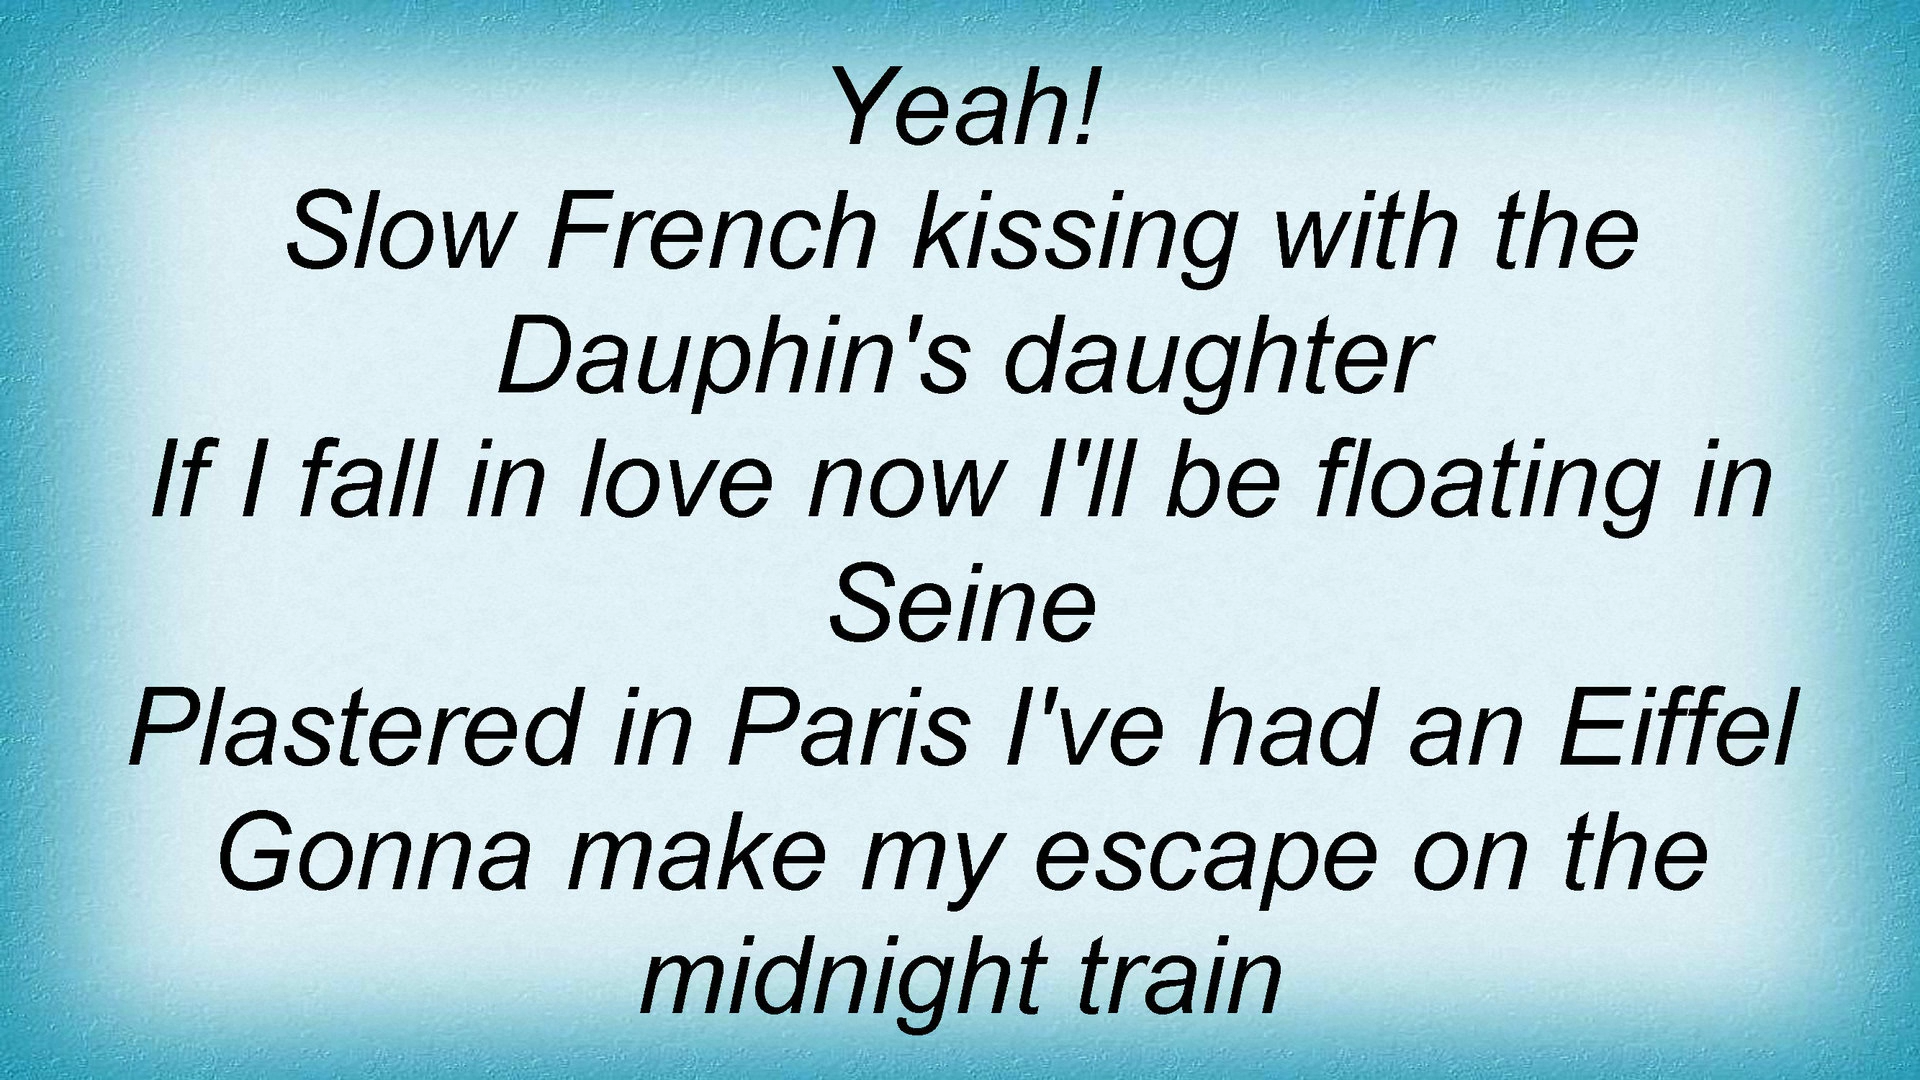 Yeah!
Slow French kissing with the
Dauphin's daughter
If I fall in love now I'll be floating in
Seine
Plastered in Paris I've had an Eiffel
Gonna make my escape on the
midnight train